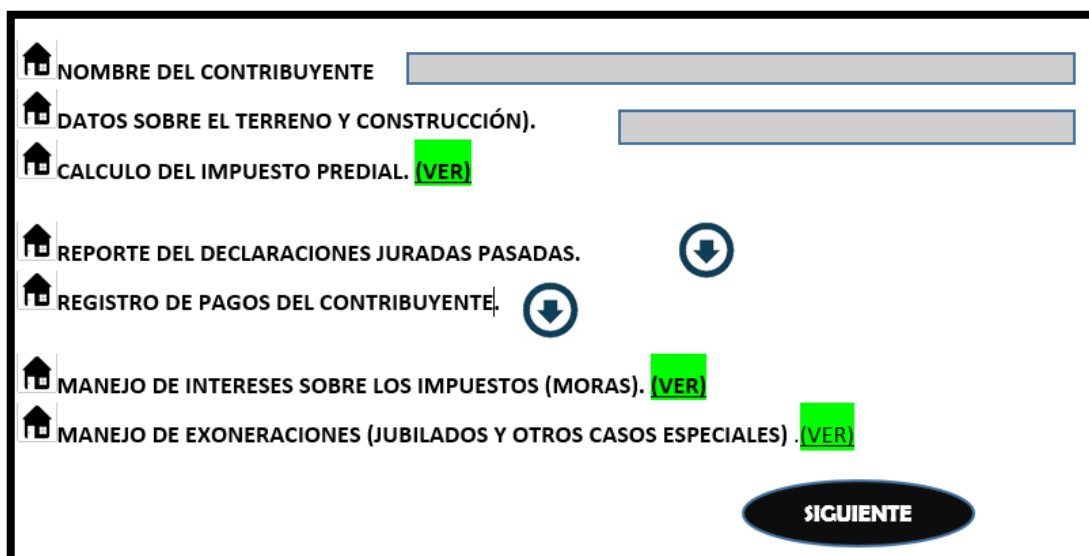 NOMBRE DEL CONTRIBUYENTE
DATOS SOBRE EL TERRENO Y CONSTRUCCIÓN).
CALCULO DEL IMPUESTO PREDIAL. (VER)
REPORTE DEL DECLARACIONES JURADAS PASADAS.
REGISTRO DE PAGOS DEL CONTRIBUYENTE.
MANEJO DE INTERESES SOBRE LOS IMPUESTOS (MORAS). (VER)
MANEJO DE EXONERACIONES (JUBILADOS Y OTROS CASOS ESPECIALES) .(VER)
SIGUIENTE